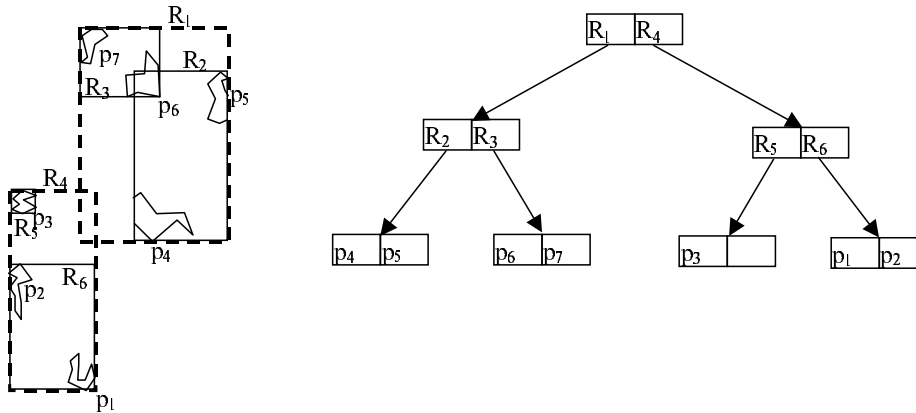 R₁
p₇
R₂
R₃
p₆
p₅
R₄
p₃
R₅
p₄
p₂
R₆
p₁
R₁ R₄
R₂ R₃
R₅ R₆
p₄ p₅
p₆ p₇
p₃
p₁ p₂